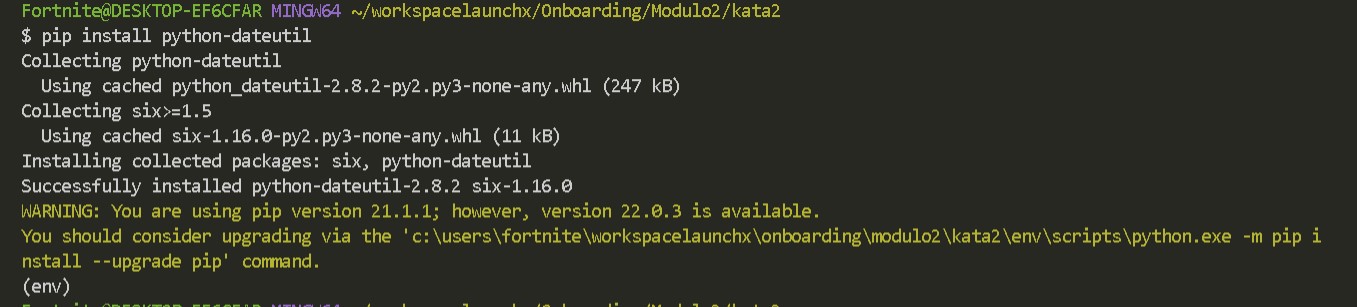 Fortnite@DESKTOP-EF6CFAR MINGW64 ~/workspacelaunchx/Onboarding/Modulo2/kata2
$ pip install python-dateutil
Collecting python-dateutil
  Using cached python_dateutil-2.8.2-py2.py3-none-any.whl (247 kB)
Collecting six>=1.5
  Using cached six-1.16.0-py2.py3-none-any.whl (11 kB)
Installing collected packages: six, python-dateutil
Successfully installed python-dateutil-2.8.2 six-1.16.0
WARNING: You are using pip version 21.1.1; however, version 22.0.3 is available.
You should consider upgrading via the 'c:\users\fortnite\workspacelaunchx\onboarding\modulo2\kata2\env\scripts\python.exe -m pip i
nstall --upgrade pip' command.
(env)